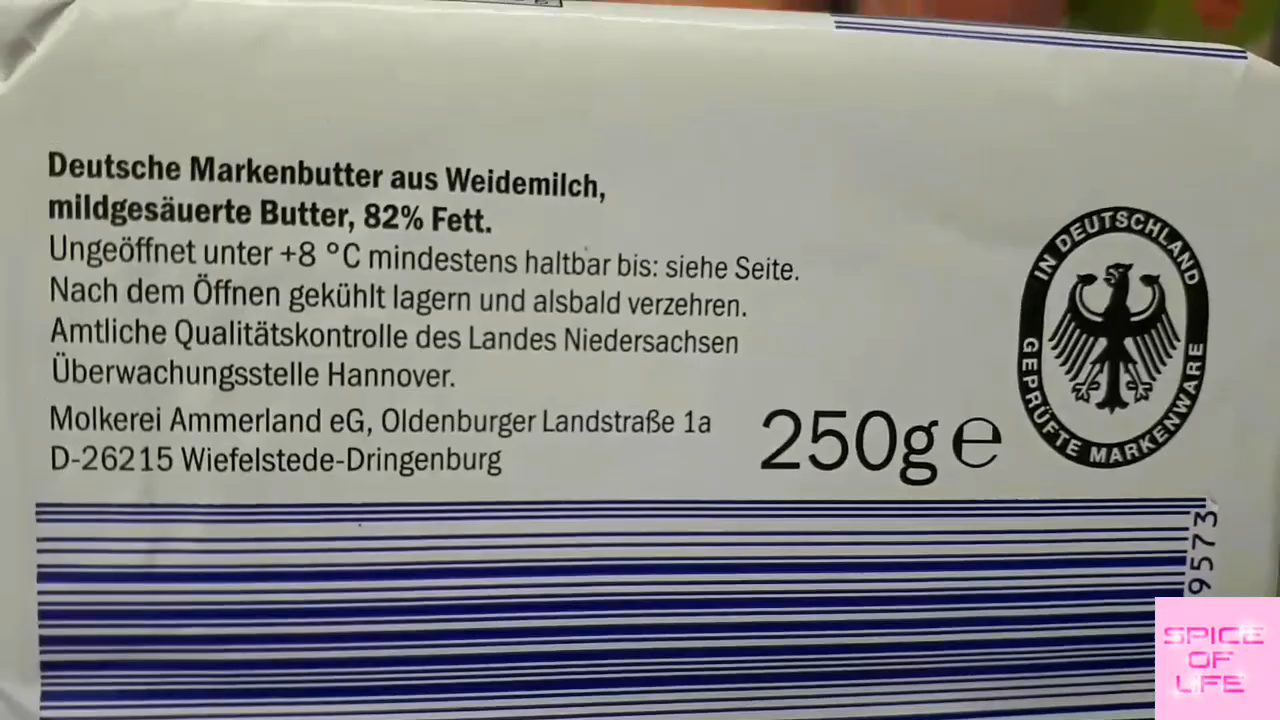 Deutsche Markenbutter aus Weidemilch,
mildgesäuerte Butter, 82% Fett.
Ungeöffnet unter +8 °C mindestens haltbar bis: siehe Seite.
Nach dem Öffnen gekühlt lagern und alsbald verzehren.
Amtliche Qualitätskontrolle des Landes Niedersachsen
Überwachungsstelle Hannover.
Molkerei Ammerland eG, Oldenburger Landstraße 1a
D-26215 Wiefelstede-Dringenburg
250g e
IN DEUTSCHLAND
GEPRÜFTE MARKENWARE
9573
SPICE
OF
LIFE